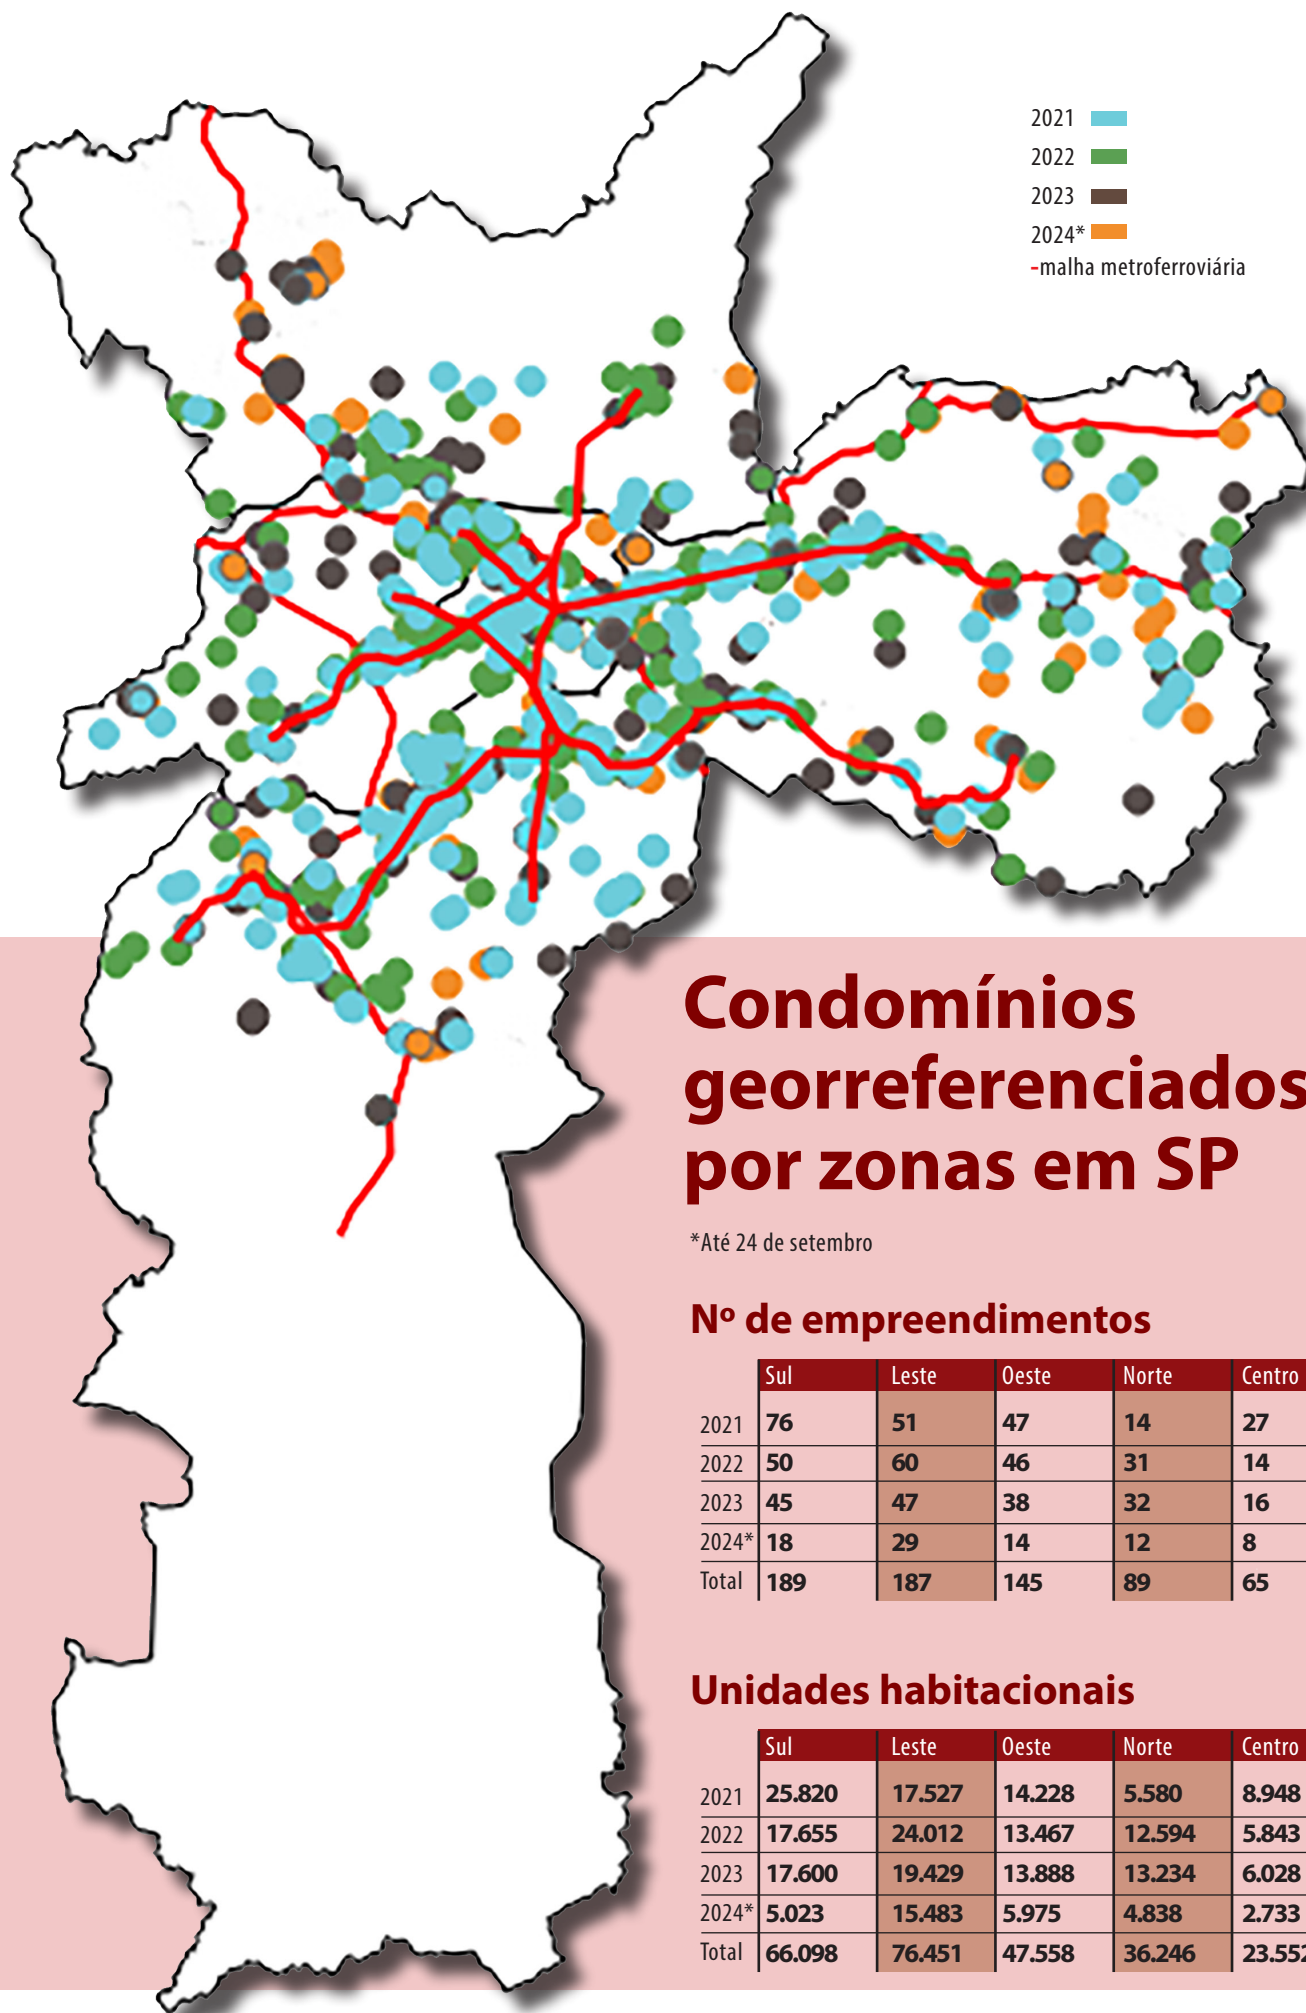 2021
2022
2023
2024*
-malha metroferroviária
Condomínios
georreferenciados
por zonas em SP
*Até 24 de setembro
Nº de empreendimentos
Sul Leste Oeste Norte Centro
2021 76 51 47 14 27
2022 50 60 46 31 14
2023 45 47 38 32 16
2024* 18 29 14 12 8
Total 189 187 145 89 65
Unidades habitacionais
Sul Leste Oeste Norte Centro
2021 25.820 17.527 14.228 5.580 8.948
2022 17.655 24.012 13.467 12.594 5.843
2023 17.600 19.429 13.888 13.234 6.028
2024* 5.023 15.483 5.975 4.838 2.733
Total 66.098 76.451 47.558 36.246 23.552